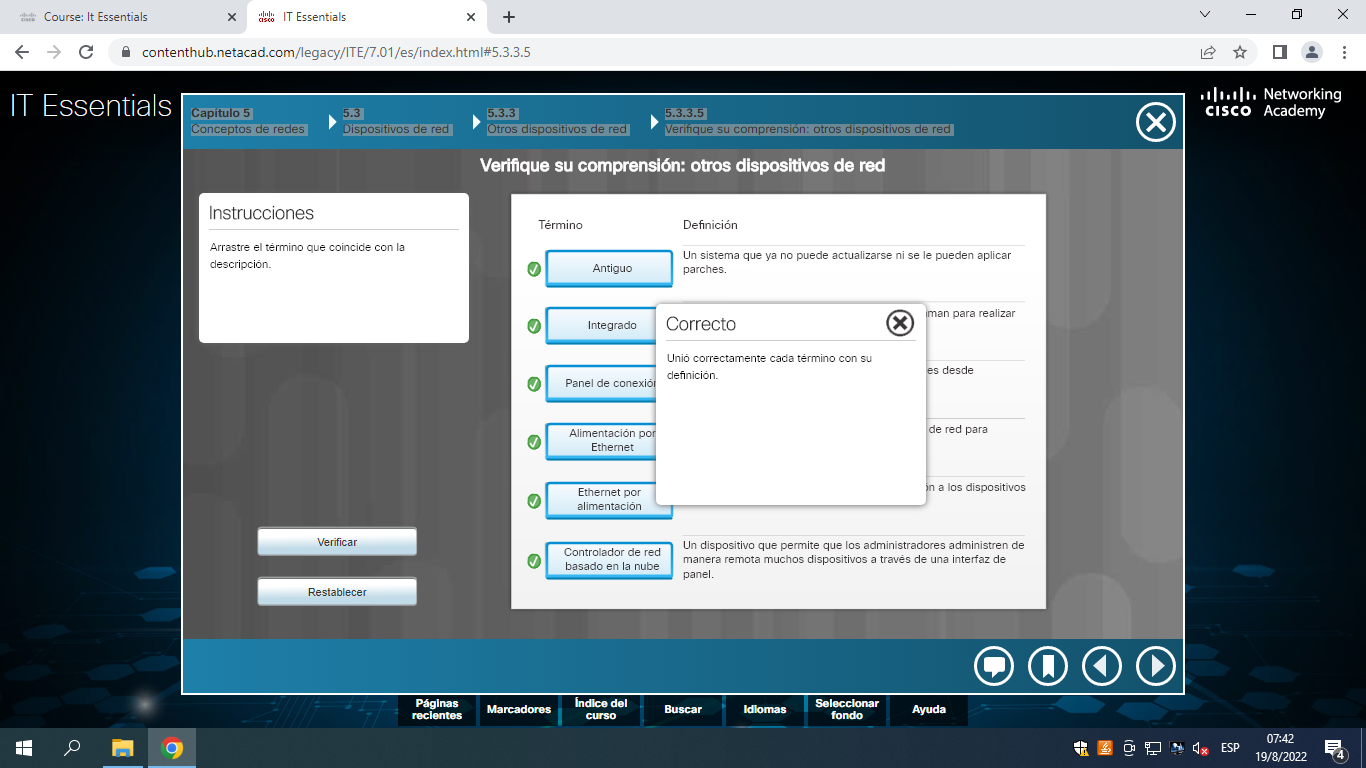 Course: It Essentials
IT Essentials
contenthub.netacad.com/legacy/ITE/7.01/es/index.html#5.3.3.5
IT Essentials
Networking
CISCO Academy
Capítulo 5
Conceptos de redes
5.3
Dispositivos de red
5.3.3
Otros dispositivos de red
5.3.3.5
Verifique su comprensión: otros dispositivos de red
Verifique su comprensión: otros dispositivos de red
Instrucciones
Arrastre el término que coincide con la
descripción.
Verificar
Restablecer
Término
Definición
Antiguo
Un sistema que ya no puede actualizarse ni se le pueden aplicar
parches.
Integrado
aman para realizar
Panel de conexión
es desde
Alimentación por
Ethernet
de red para
Ethernet por
alimentación
ón a los dispositivos
Controlador de red
basado en la nube
Un dispositivo que permite que los administradores administren de
manera remota muchos dispositivos a través de una interfaz de
panel.
Correcto
Unió correctamente cada término con su
definición.
Páginas
recientes
Marcadores
Índice del
curso
Buscar
Idiomas
Seleccionar
fondo
Ayuda
ESP
07:42
19/8/2022
4